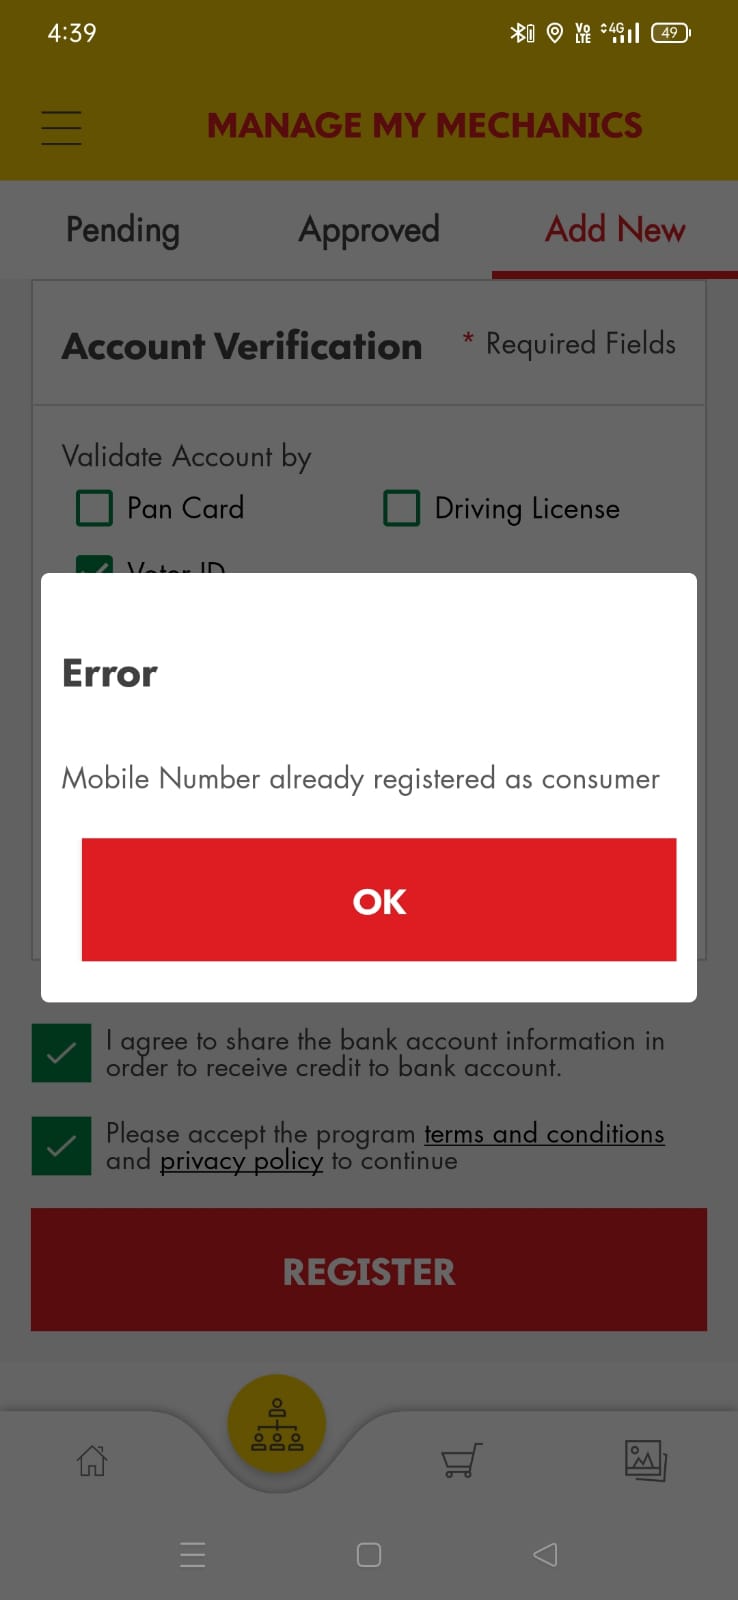 4:39
Vo LTE 4G 49
MANAGE MY MECHANICS
Pending Approved Add New
Account Verification * Required Fields
Validate Account by
Pan Card Driving License
Voter ID
Error
Mobile Number already registered as consumer
OK
I agree to share the bank account information in
order to receive credit to bank account.
Please accept the program terms and conditions
and privacy policy to continue
REGISTER